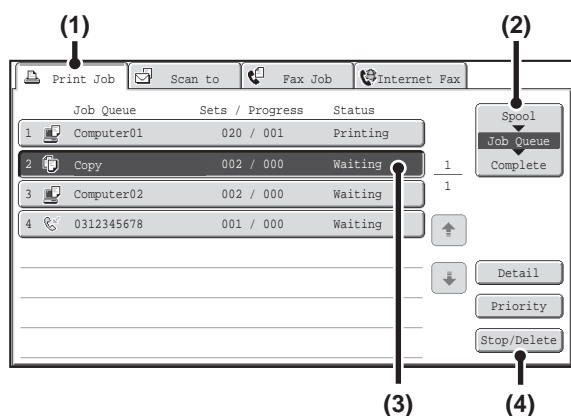 (1) (2)
Print Job Scan to Fax Job Internet Fax
Job Queue Sets / Progress Status
Spool
Job Queue
Complete
1 Computer01 020 / 001 Printing
2 Copy 002 / 000 Waiting
1
1
3 Computer02 002 / 000 Waiting
4 0312345678 001 / 000 Waiting
Detail
Priority
Stop/Delete
(3) (4)